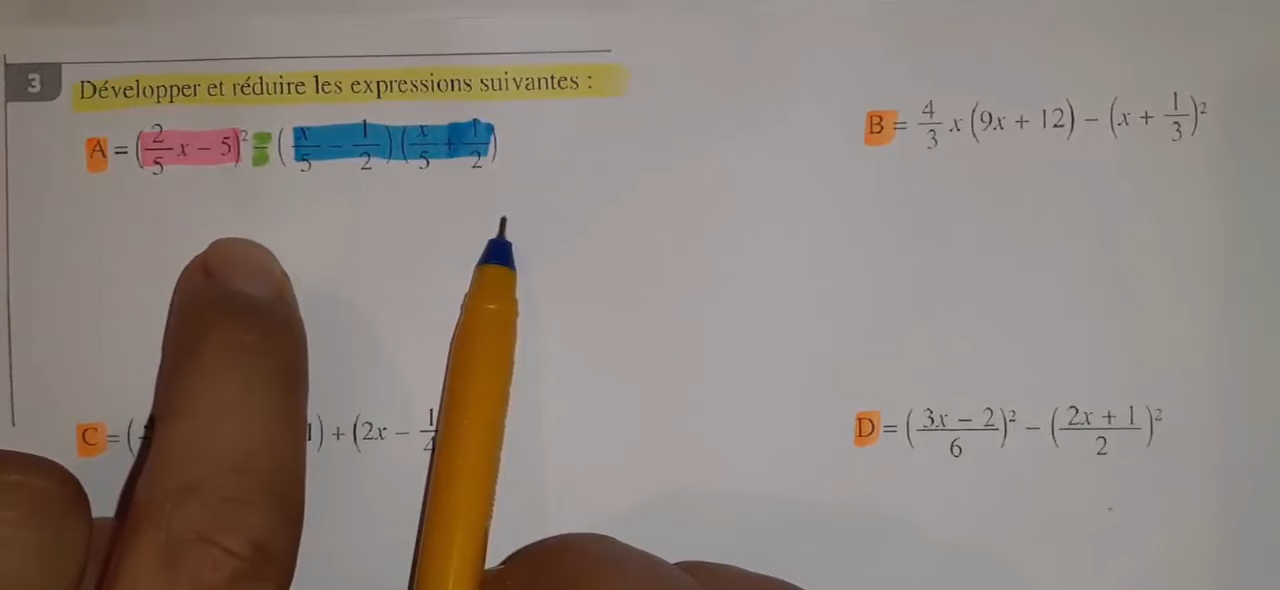 3 Développer et réduire les expressions suivantes :
A = (2/5 x − 5)² − (x/5 − 1/2)(x/5 + 1/2)
B = 4/3 x (9x + 12) − (x + 1/3)²
C = ( ) + (2x − 1
D = ((3x − 2)/6)² − ((2x + 1)/2)²